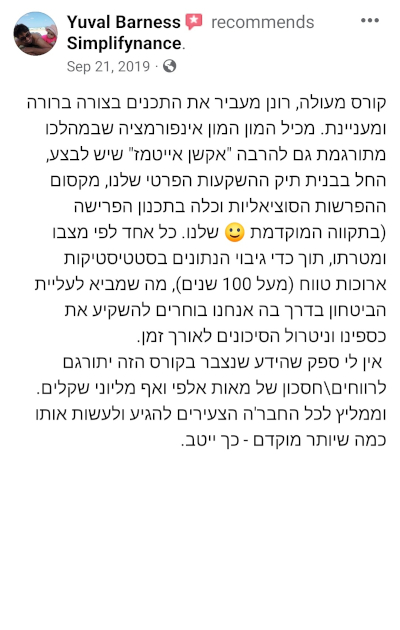 Yuval Barness recommends
Simplifynance.
Sep 21, 2019 ·
קורס מעולה, רונן מעביר את התכנים בצורה ברורה
ומעניינת. מכיל המון המון אינפורמציה שבמהלכו
מתורגמת גם להרבה "אקשן אייטמז" שיש לבצע,
החל בבנית תיק ההשקעות הפרטי שלנו, מקסום
ההפרשות הסוציאליות וכלה בתכנון הפרישה
(בתקווה המוקדמת 🙂 שלנו. כל אחד לפי מצבו
ומטרתו, תוך כדי גיבוי הנתונים בסטטיסטיקות
ארוכות טווח (מעל 100 שנים), מה שמביא לעליית
הביטחון בדרך בה אנחנו בוחרים להשקיע את
כספינו וניטרול הסיכונים לאורך זמן.
אין לי ספק שהידע שנצבר בקורס הזה יתורגם
לרווחים\חסכון של מאות אלפי ואף מליוני שקלים.
וממליץ לכל החבר'ה הצעירים להגיע ולעשות אותו
כמה שיותר מוקדם - כך ייטב.